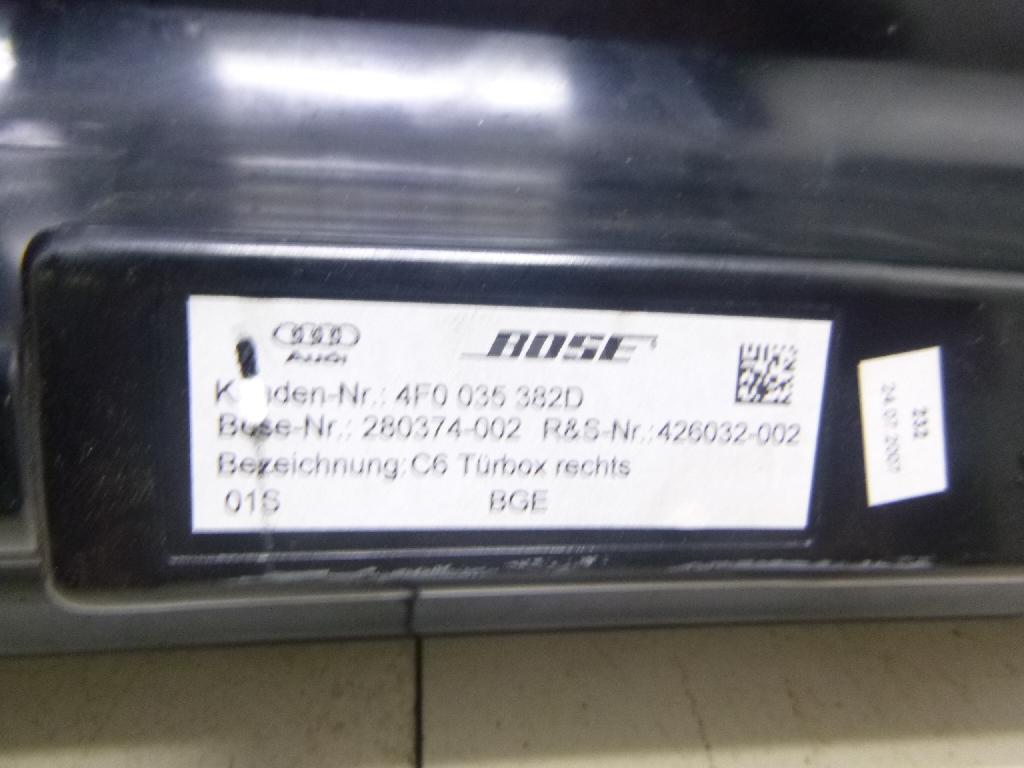 Audi
BOSE
Kunden-Nr.: 4F0 035 382D
Bose-Nr.: 280374-002 R&S-Nr.:426032-002
Bezeichnung:C6 Türbox rechts
01S BGE
232
24.07.2007